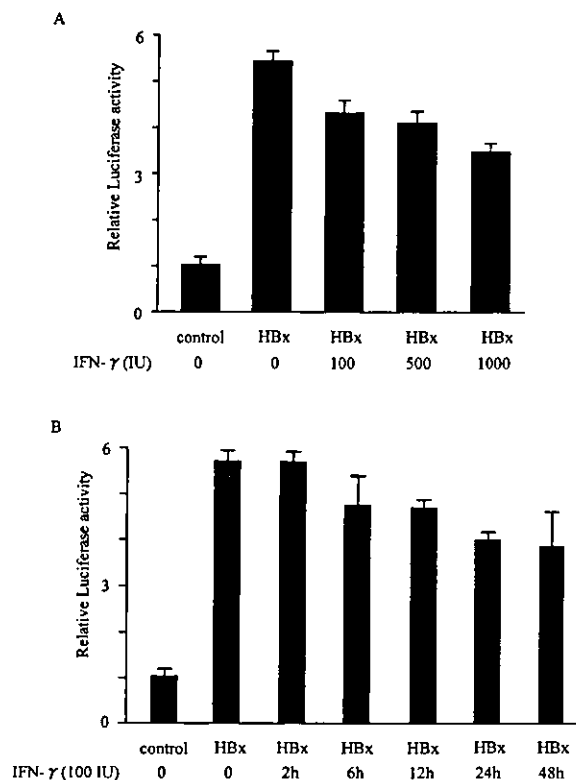 A
Relative Luciferase activity
6
3
0
control HBx HBx HBx HBx
IFN- γ (IU) 0 0 100 500 1000
B
Relative Luciferase activity
6
3
0
control HBx HBx HBx HBx HBx HBx
IFN- γ (100 IU) 0 0 2h 6h 12h 24h 48h